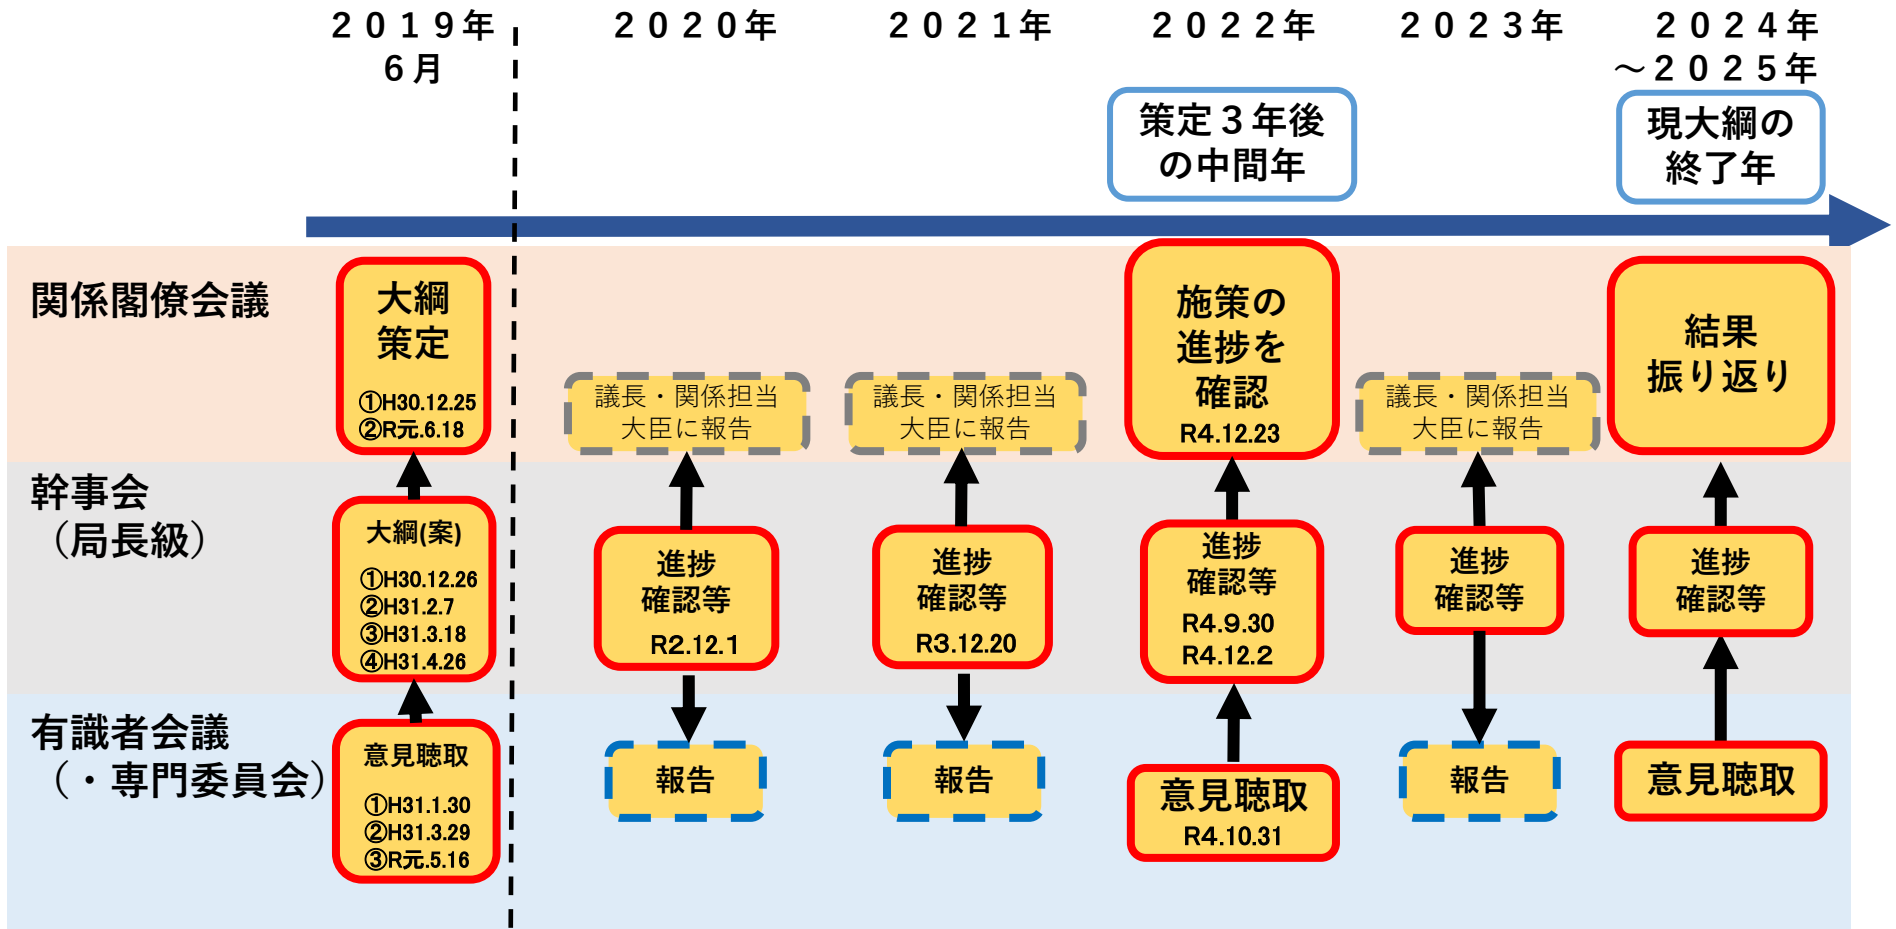 ２０１９年
６月
２０２０年
２０２１年
２０２２年
２０２３年
２０２４年
～２０２５年
策定３年後
の中間年
現大綱の
終了年
関係閣僚会議
大綱
策定
①H30.12.25
②R元.6.18
議長・関係担当
大臣に報告
議長・関係担当
大臣に報告
施策の
進捗を
確認
R4.12.23
議長・関係担当
大臣に報告
結果
振り返り
幹事会
（局長級）
大綱(案)
①H30.12.26
②H31.2.7
③H31.3.18
④H31.4.26
進捗
確認等
R2.12.1
進捗
確認等
R3.12.20
進捗
確認等
R4.9.30
R4.12.2
進捗
確認等
進捗
確認等
有識者会議
（・専門委員会）
意見聴取
①H31.1.30
②H31.3.29
③R元.5.16
報告
報告
意見聴取
R4.10.31
報告
意見聴取